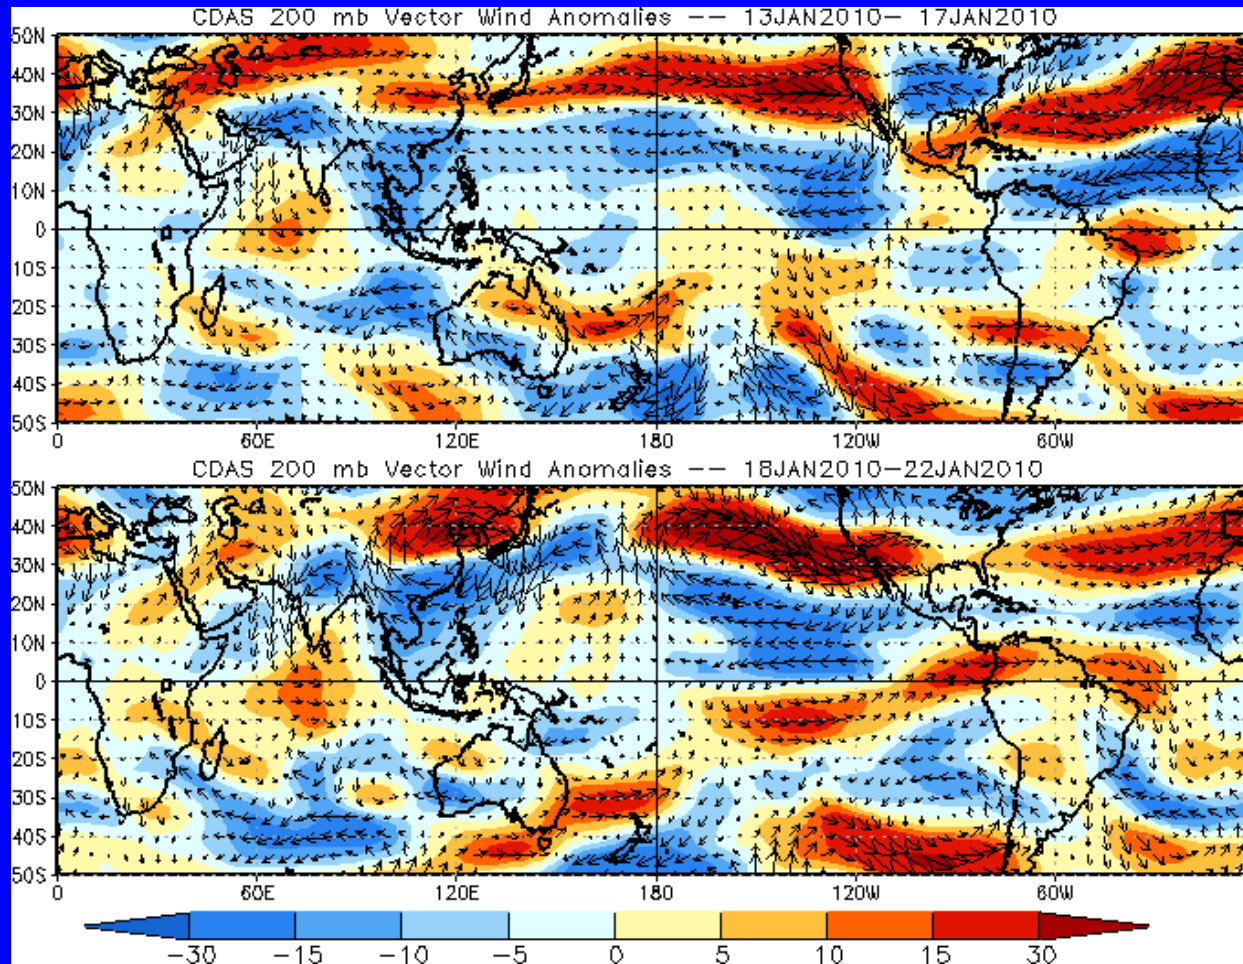 CDAS 200 mb Vector Wind Anomalies -- 13JAN2010- 17JAN2010
50N
40N
30N
20N
10N
0
10S
20S
30S
40S
50S
0 60E 120E 180 120W 60W
CDAS 200 mb Vector Wind Anomalies -- 18JAN2010-22JAN2010
50N
40N
30N
20N
10N
0
10S
20S
30S
40S
50S
0 60E 120E 180 120W 60W
-30 -15 -10 -5 0 5 10 15 30